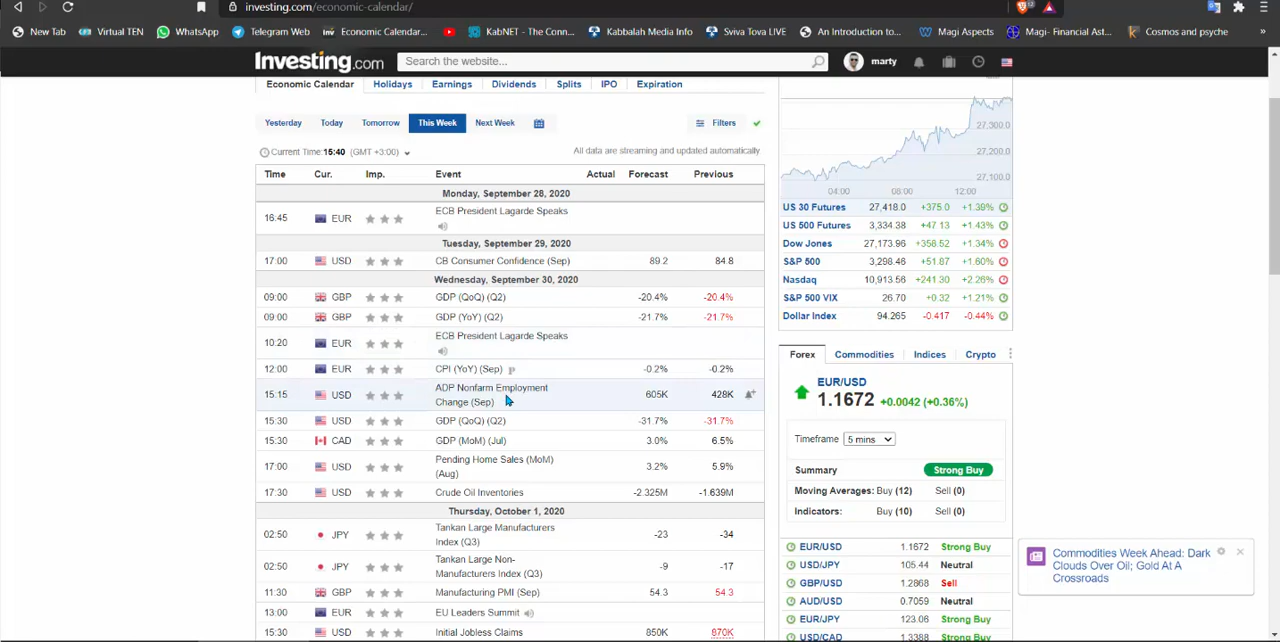 investing.com/economic-calendar/
New Tab Virtual TEN WhatsApp Telegram Web Economic Calendar... KabNET - The Conn... Kabbalah Media Info Sviva Tova LIVE An Introduction to... Magi Aspects Magi- Financial Ast... Cosmos and psyche »
Investing.com Search the website... marty
Economic Calendar Holidays Earnings Dividends Splits IPO Expiration
Yesterday Today Tomorrow This Week Next Week Filters
Current Time: 15:40 (GMT +3:00) All data are streaming and updated automatically
Time Cur. Imp. Event Actual Forecast Previous
Monday, September 28, 2020
16:45 EUR ECB President Lagarde Speaks
Tuesday, September 29, 2020
17:00 USD CB Consumer Confidence (Sep) 89.2 84.8
Wednesday, September 30, 2020
09:00 GBP GDP (QoQ) (Q2) -20.4% -20.4%
09:00 GBP GDP (YoY) (Q2) -21.7% -21.7%
10:20 EUR ECB President Lagarde Speaks
12:00 EUR CPI (YoY) (Sep) P -0.2% -0.2%
15:15 USD ADP Nonfarm Employment
Change (Sep) 605K 428K
15:30 USD GDP (QoQ) (Q2) -31.7% -31.7%
15:30 CAD GDP (MoM) (Jul) 3.0% 6.5%
17:00 USD Pending Home Sales (MoM)
(Aug) 3.2% 5.9%
17:30 USD Crude Oil Inventories -2.325M -1.639M
Thursday, October 1, 2020
02:50 JPY Tankan Large Manufacturers
Index (Q3) -23 -34
02:50 JPY Tankan Large Non-
Manufacturers Index (Q3) -9 -17
11:30 GBP Manufacturing PMI (Sep) 54.3 54.3
13:00 EUR EU Leaders Summit
15:30 USD Initial Jobless Claims 850K 870K
27,300.0
27,200.0
27,100.0
04:00 08:00 12:00
US 30 Futures 27,418.0 +375.0 +1.39%
US 500 Futures 3,334.38 +47.13 +1.43%
Dow Jones 27,173.96 +358.52 +1.34%
S&P 500 3,298.46 +51.87 +1.60%
Nasdaq 10,913.56 +241.30 +2.26%
S&P 500 VIX 26.70 +0.32 +1.21%
Dollar Index 94.265 -0.417 -0.44%
Forex Commodities Indices Crypto
EUR/USD
1.1672 +0.0042 (+0.36%)
Timeframe 5 mins
Summary Strong Buy
Moving Averages: Buy (12) Sell (0)
Indicators: Buy (10) Sell (0)
EUR/USD 1.1672 Strong Buy
USD/JPY 105.44 Neutral
GBP/USD 1.2868 Sell
AUD/USD 0.7059 Neutral
EUR/JPY 123.06 Strong Buy
USD/CAD 1.3388 Strong Buy
Commodities Week Ahead: Dark
Clouds Over Oil; Gold At A
Crossroads